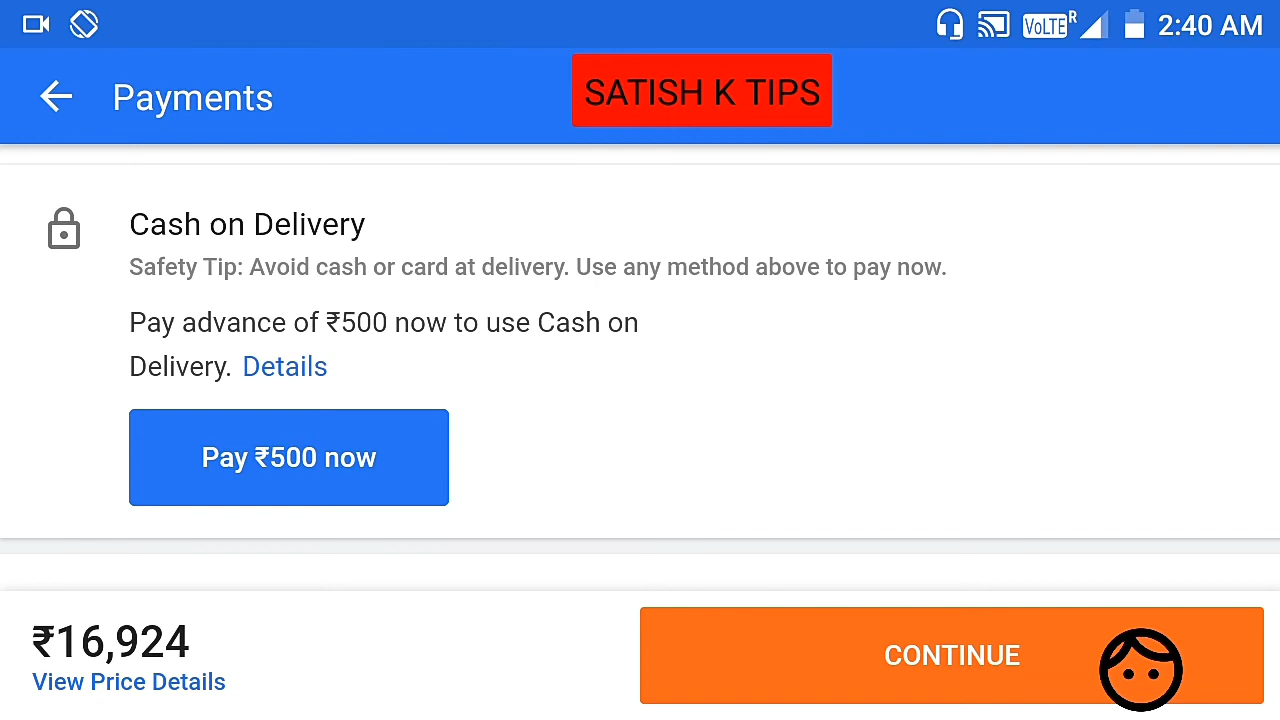 VoLTE R 2:40 AM
Payments
SATISH K TIPS
Cash on Delivery
Safety Tip: Avoid cash or card at delivery. Use any method above to pay now.
Pay advance of ₹500 now to use Cash on
Delivery. Details
Pay ₹500 now
₹16,924
CONTINUE
View Price Details